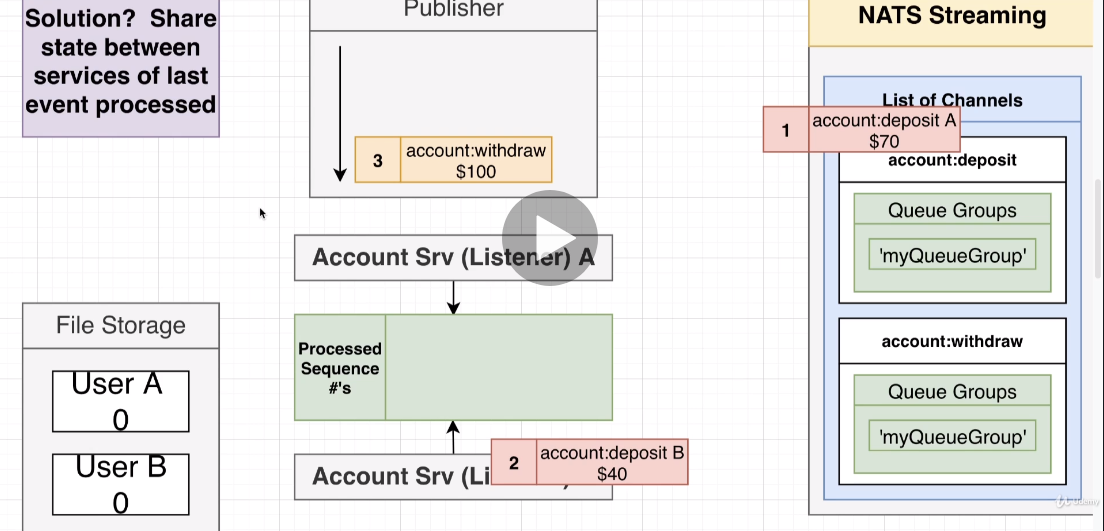 Solution? Share
state between
services of last
event processed
Publisher
3
account:withdraw
$100
NATS Streaming
List of Channels
1
account:deposit A
$70
account:deposit
Queue Groups
'myQueueGroup'
Account Srv (Listener) A
Processed
Sequence
#'s
File Storage
User A
0
User B
0
account:withdraw
Queue Groups
'myQueueGroup'
Account Srv (Li
2
account:deposit B
$40
Udemy